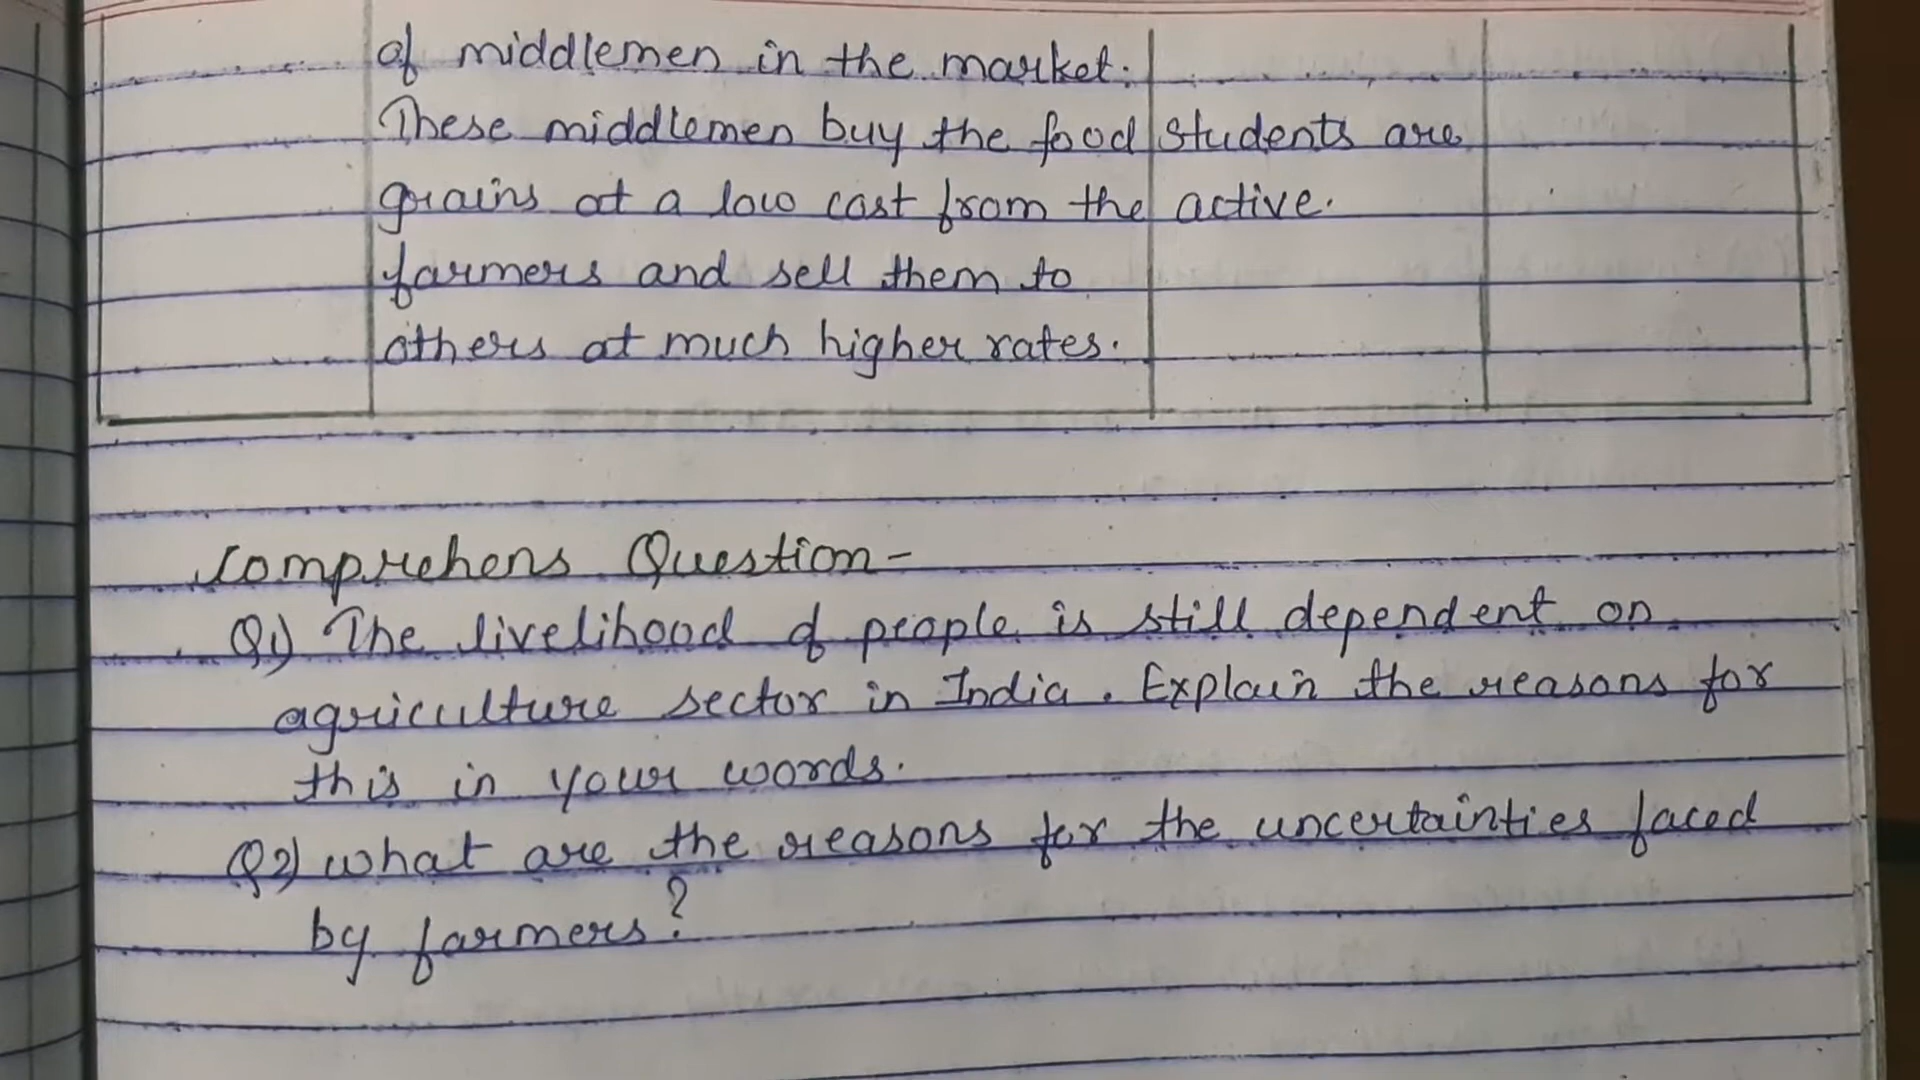 of middlemen in the market.
These middlemen buy the food
grains at a low cost from the
farmers and sell them to
others at much higher rates.
students are
active.
Comprehens Question-
Q1) The livelihood of people is still dependent on
agriculture sector in India. Explain the reasons for
this in your words.
Q2) what are the reasons for the uncertainties faced
by farmers?